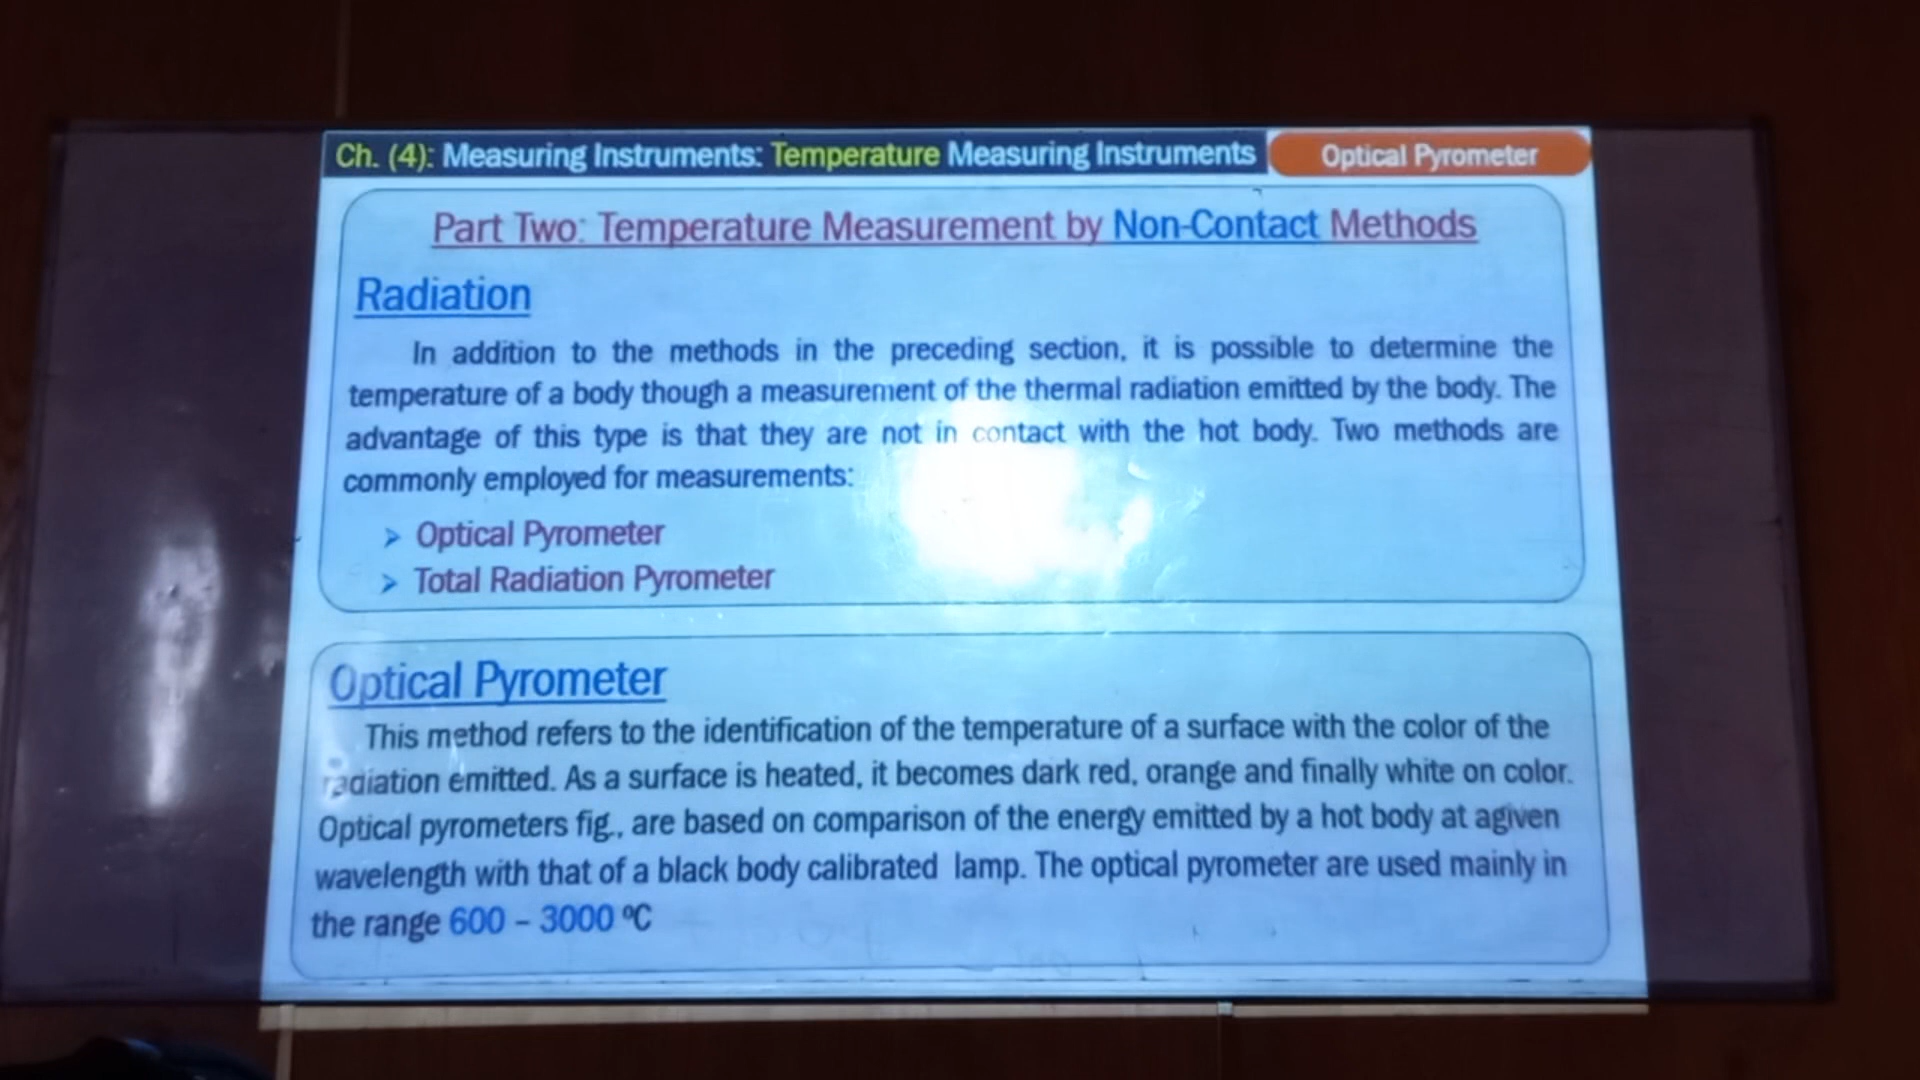 Ch. (4): Measuring Instruments: Temperature Measuring Instruments Optical Pyrometer
Part Two: Temperature Measurement by Non-Contact Methods
Radiation
In addition to the methods in the preceding section, it is possible to determine the
temperature of a body though a measurement of the thermal radiation emitted by the body. The
advantage of this type is that they are not in contact with the hot body. Two methods are
commonly employed for measurements:
➢ Optical Pyrometer
➢ Total Radiation Pyrometer
Optical Pyrometer
This method refers to the identification of the temperature of a surface with the color of the
radiation emitted. As a surface is heated, it becomes dark red, orange and finally white on color.
Optical pyrometers fig., are based on comparison of the energy emitted by a hot body at agiven
wavelength with that of a black body calibrated lamp. The optical pyrometer are used mainly in
the range 600 – 3000 ºC